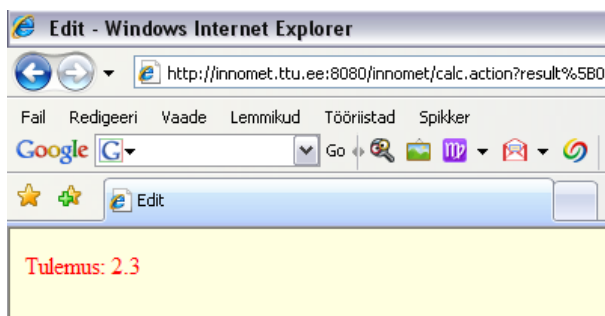 Edit - Windows Internet Explorer
http://innomet.ttu.ee:8080/innomet/calc.action?result%5B0
Fail Redigeeri Vaade Lemmikud Tööriistad Spikker
Google G Go
Edit
Tulemus: 2.3